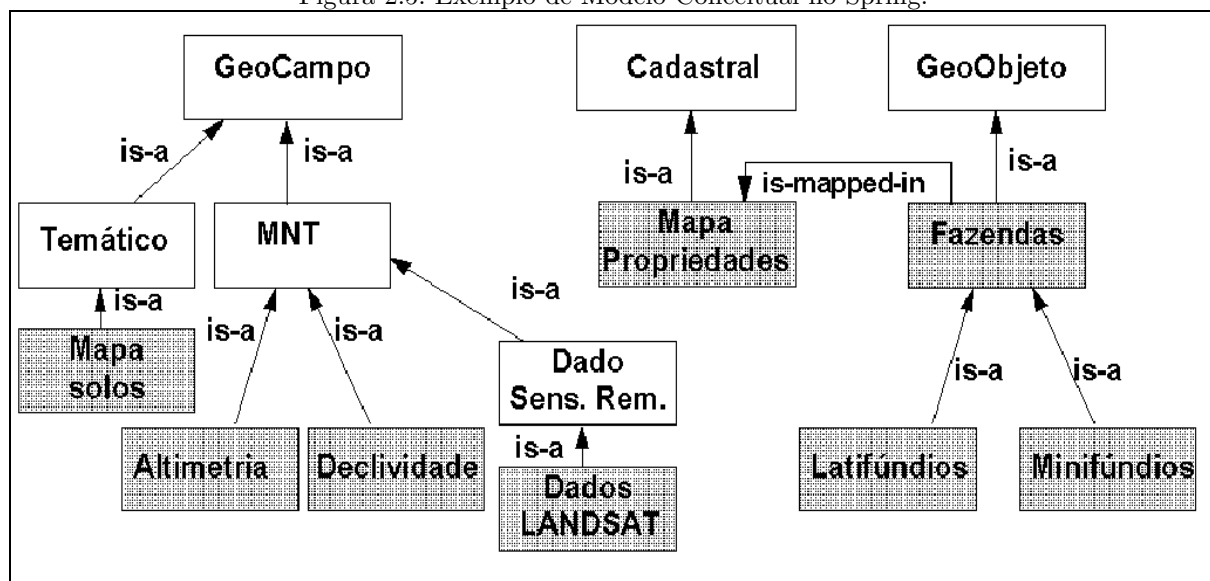 Figura 2.5: Exemplo de Modelo Conceitual no Spring.
GeoCampo
Cadastral
GeoObjeto
is-a
is-a
is-a
is-a
is-mapped-in
Temático
MNT
Mapa
Propriedades
Fazendas
is-a
is-a
is-a
is-a
Mapa
solos
Dado
Sens. Rem.
is-a
is-a
Altimetria
Declividade
is-a
Dados
LANDSAT
Latifúndios
Minifúndios